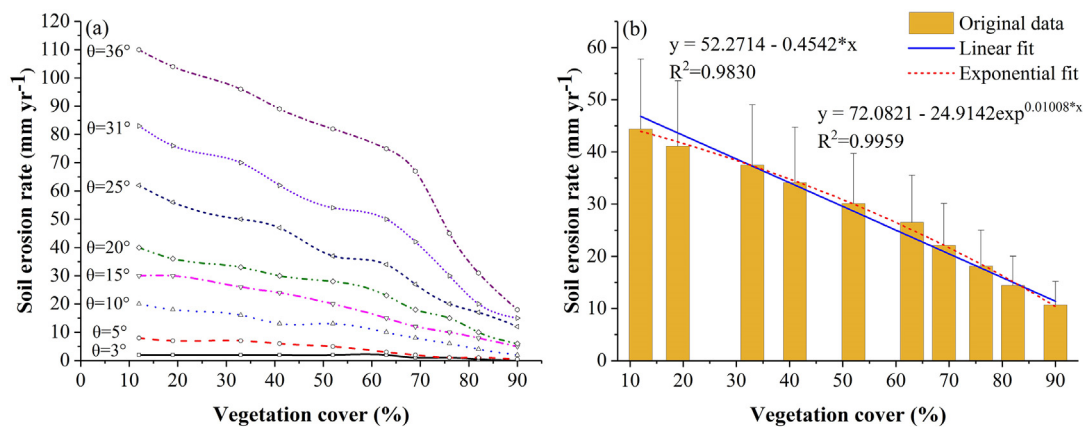 (a)
Soil erosion rate (mm yr-1)
120
110
100
90
80
70
60
50
40
30
20
10
0
θ=36°
θ=31°
θ=25°
θ=20°
θ=15°
θ=10°
θ=5°
θ=3°
0 10 20 30 40 50 60 70 80 90
Vegetation cover (%)
(b)
Original data
Linear fit
Exponential fit
y = 52.2714 - 0.4542*x
R2=0.9830
y = 72.0821 - 24.9142exp0.01008*x
R2=0.9959
Soil erosion rate (mm yr-1)
60
50
40
30
20
10
0
10 20 30 40 50 60 70 80 90
Vegetation cover (%)